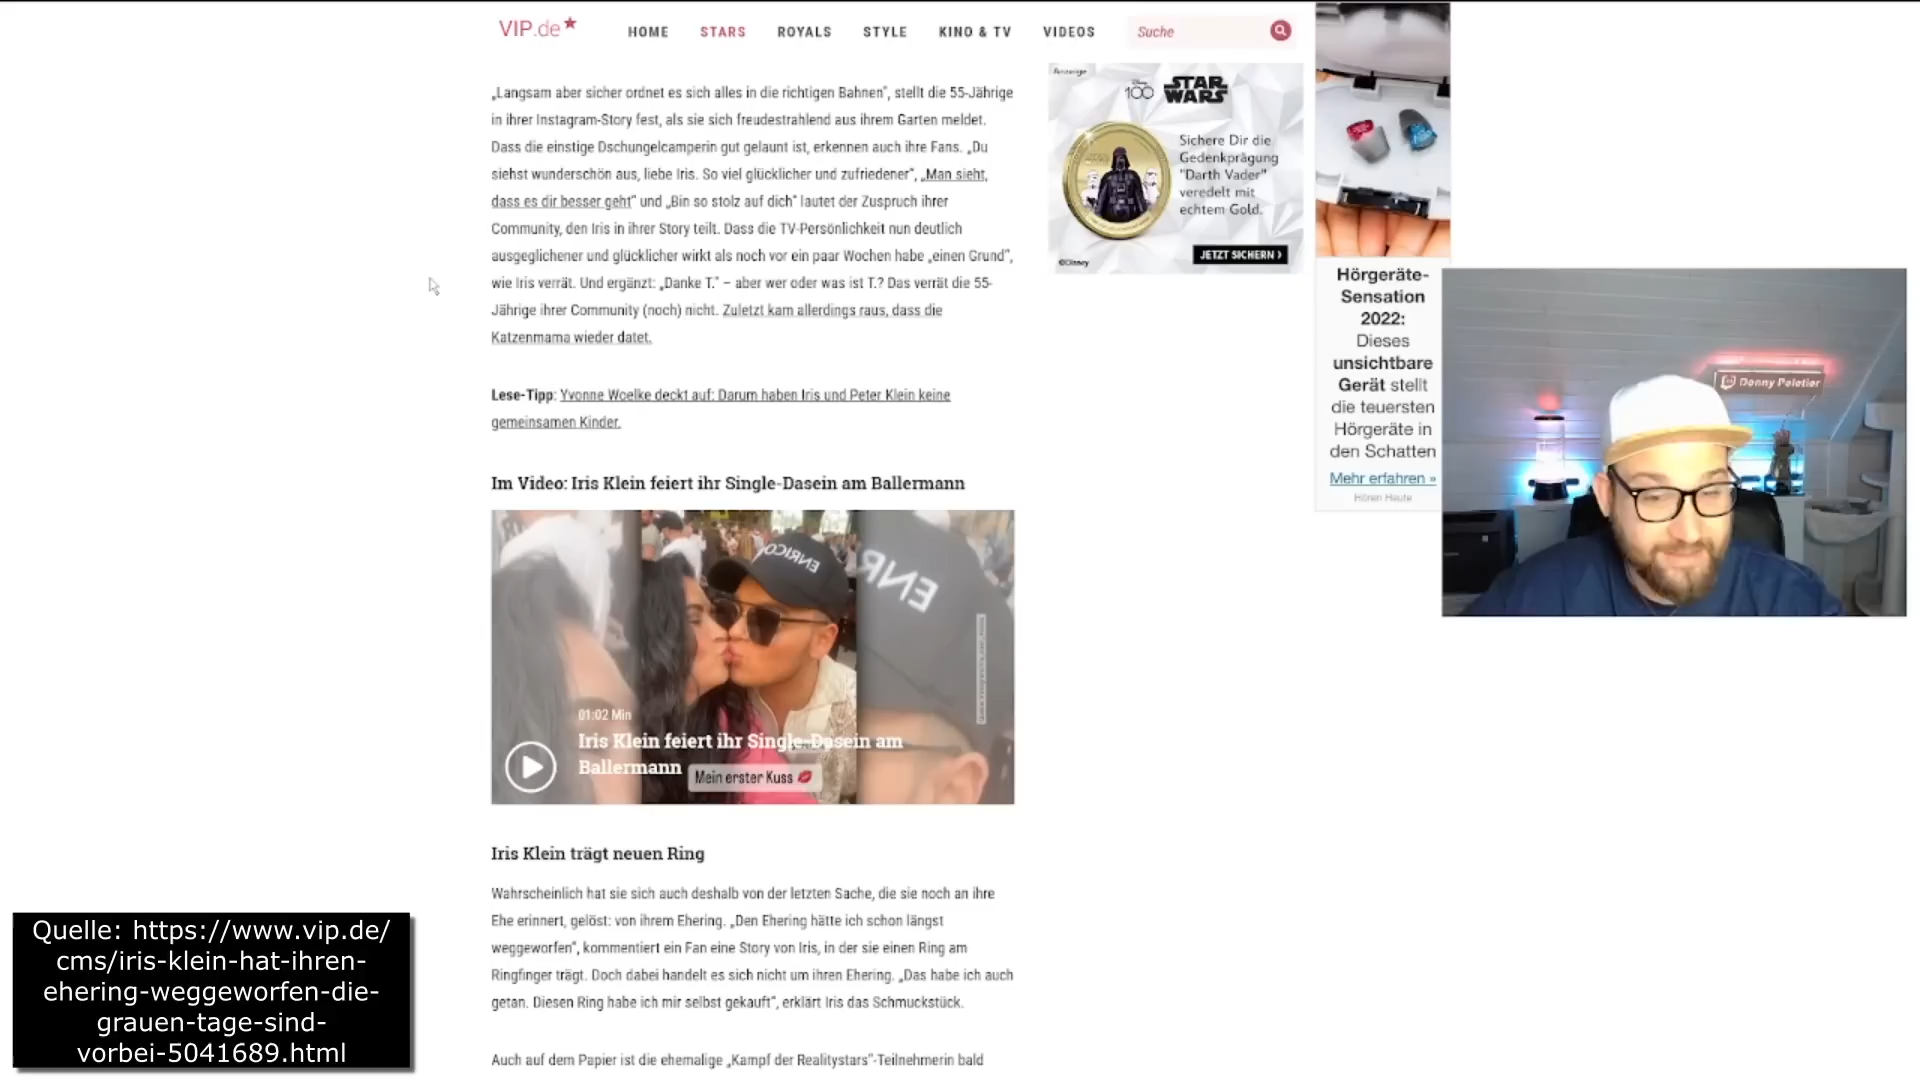 VIP.de
HOME STARS ROYALS STYLE KINO & TV VIDEOS Suche
„Langsam aber sicher ordnet es sich alles in die richtigen Bahnen", stellt die 55-Jährige
in ihrer Instagram-Story fest, als sie sich freudestrahlend aus ihrem Garten meldet.
Dass die einstige Dschungelcamperin gut gelaunt ist, erkennen auch ihre Fans. „Du
siehst wunderschön aus, liebe Iris. So viel glücklicher und zufriedener", „Man sieht,
dass es dir besser geht" und „Bin so stolz auf dich" lautet der Zuspruch ihrer
Community, den Iris in ihrer Story teilt. Dass die TV-Persönlichkeit nun deutlich
ausgeglichener und glücklicher wirkt als noch vor ein paar Wochen habe „einen Grund",
wie Iris verrät. Und ergänzt: „Danke T." – aber wer oder was ist T.? Das verrät die 55-
Jährige ihrer Community (noch) nicht. Zuletzt kam allerdings raus, dass die
Katzenmama wieder datet.
Lese-Tipp: Yvonne Woelke deckt auf: Darum haben Iris und Peter Klein keine
gemeinsamen Kinder.
Im Video: Iris Klein feiert ihr Single-Dasein am Ballermann
ENRICO
ENR
01:02 Min
Iris Klein feiert ihr Single-Dasein am
Ballermann
Mein erster Kuss
Iris Klein trägt neuen Ring
Wahrscheinlich hat sie sich auch deshalb von der letzten Sache, die sie noch an ihre
Ehe erinnert, gelöst: von ihrem Ehering. „Den Ehering hätte ich schon längst
weggeworfen", kommentiert ein Fan eine Story von Iris, in der sie einen Ring am
Ringfinger trägt. Doch dabei handelt es sich nicht um ihren Ehering. „Das habe ich auch
getan. Diesen Ring habe ich mir selbst gekauft", erklärt Iris das Schmuckstück.
Auch auf dem Papier ist die ehemalige „Kampf der Realitystars"-Teilnehmerin bald
Anzeige
Disney
100
STAR
WARS
Sichere Dir die
Gedenkprägung
"Darth Vader"
veredelt mit
echtem Gold.
JETZT SICHERN ›
©Disney
Hörgeräte-
Sensation
2022:
Dieses
unsichtbare
Gerät stellt
die teuersten
Hörgeräte in
den Schatten
Mehr erfahren »
Hören Heute
Danny Peletier
Quelle: https://www.vip.de/
cms/iris-klein-hat-ihren-
ehering-weggeworfen-die-
grauen-tage-sind-
vorbei-5041689.html